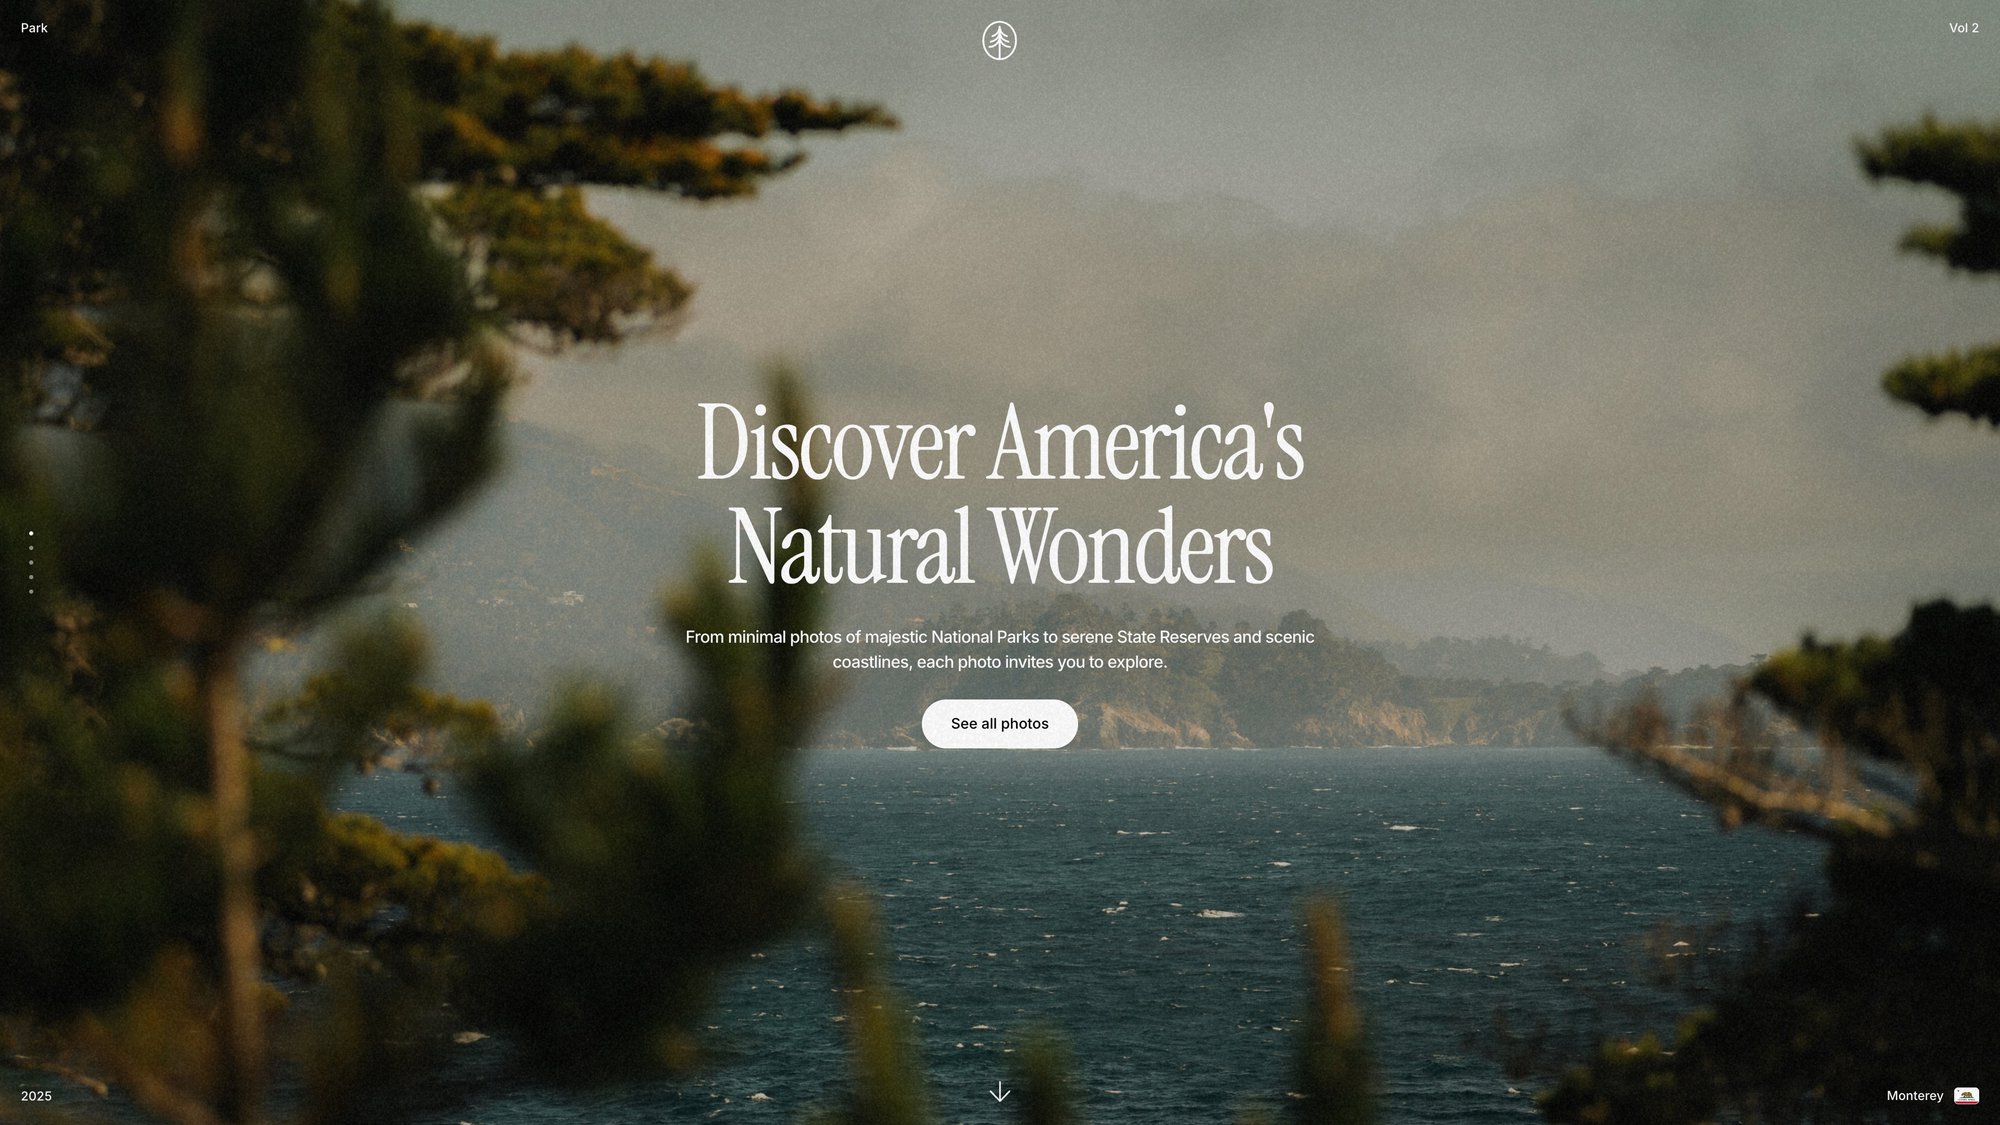 Park
Vol 2
Discover America's
Natural Wonders
From minimal photos of majestic National Parks to serene State Reserves and scenic
coastlines, each photo invites you to explore.
See all photos
2025
Monterey